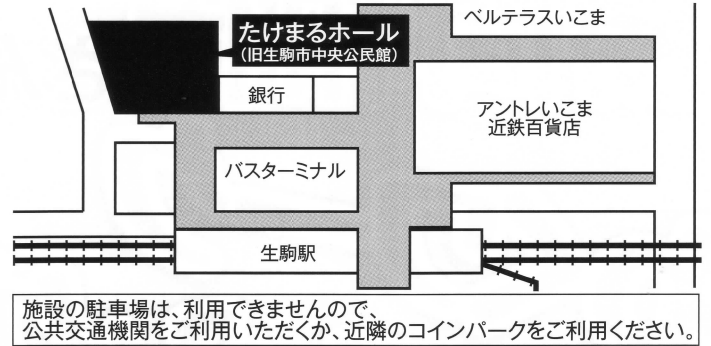 たけまるホール
(旧生駒市中央公民館)
ベルテラスいこま
銀行
アントレいこま
近鉄百貨店
バスターミナル
生駒駅
施設の駐車場は、利用できませんので、
公共交通機関をご利用いただくか、近隣のコインパークをご利用ください。